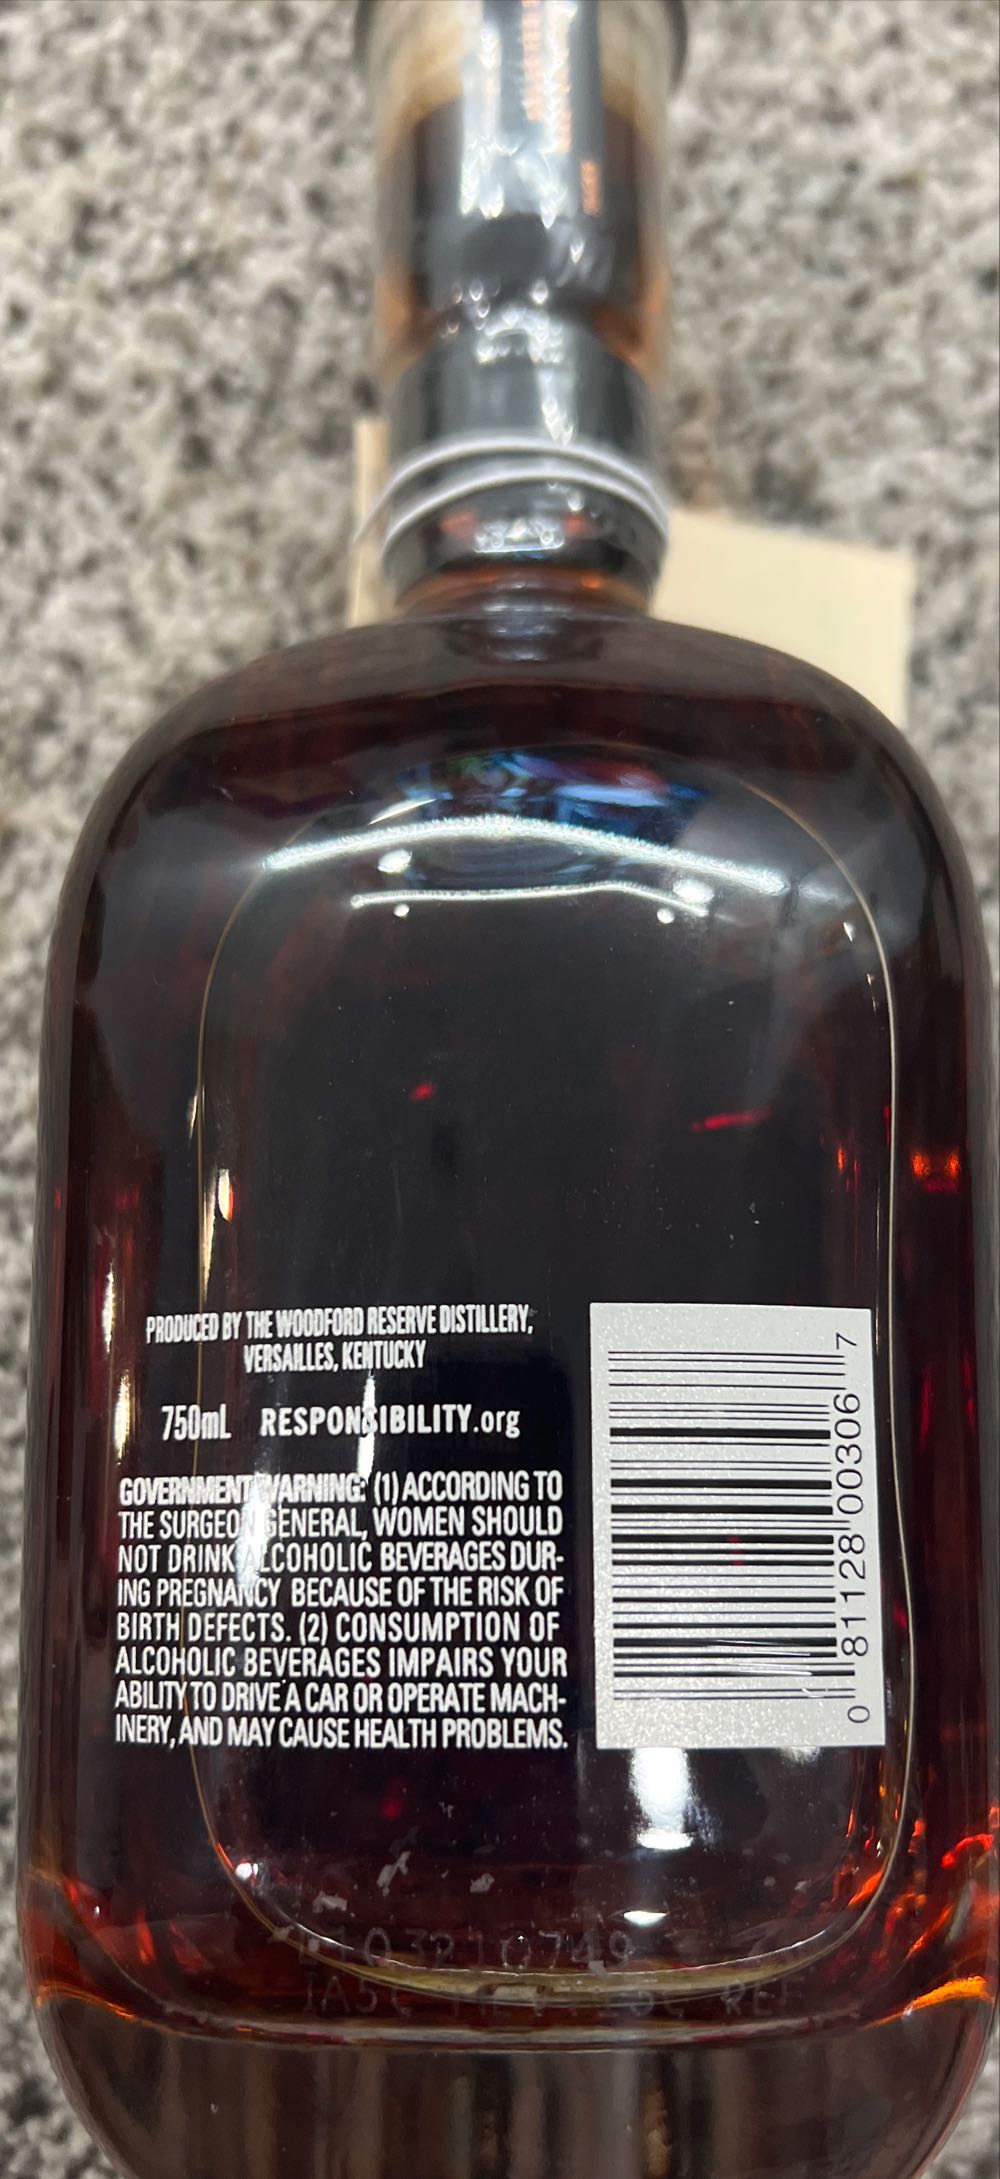 PRODUCED BY THE WOODFORD RESERVE DISTILLERY,
VERSAILLES, KENTUCKY
750mL RESPONSIBILITY.org
GOVERNMENT WARNING: (1) ACCORDING TO
THE SURGEON GENERAL, WOMEN SHOULD
NOT DRINK ALCOHOLIC BEVERAGES DUR-
ING PREGNANCY BECAUSE OF THE RISK OF
BIRTH DEFECTS. (2) CONSUMPTION OF
ALCOHOLIC BEVERAGES IMPAIRS YOUR
ABILITY TO DRIVE A CAR OR OPERATE MACH-
INERY, AND MAY CAUSE HEALTH PROBLEMS.
0 81128 00306 7